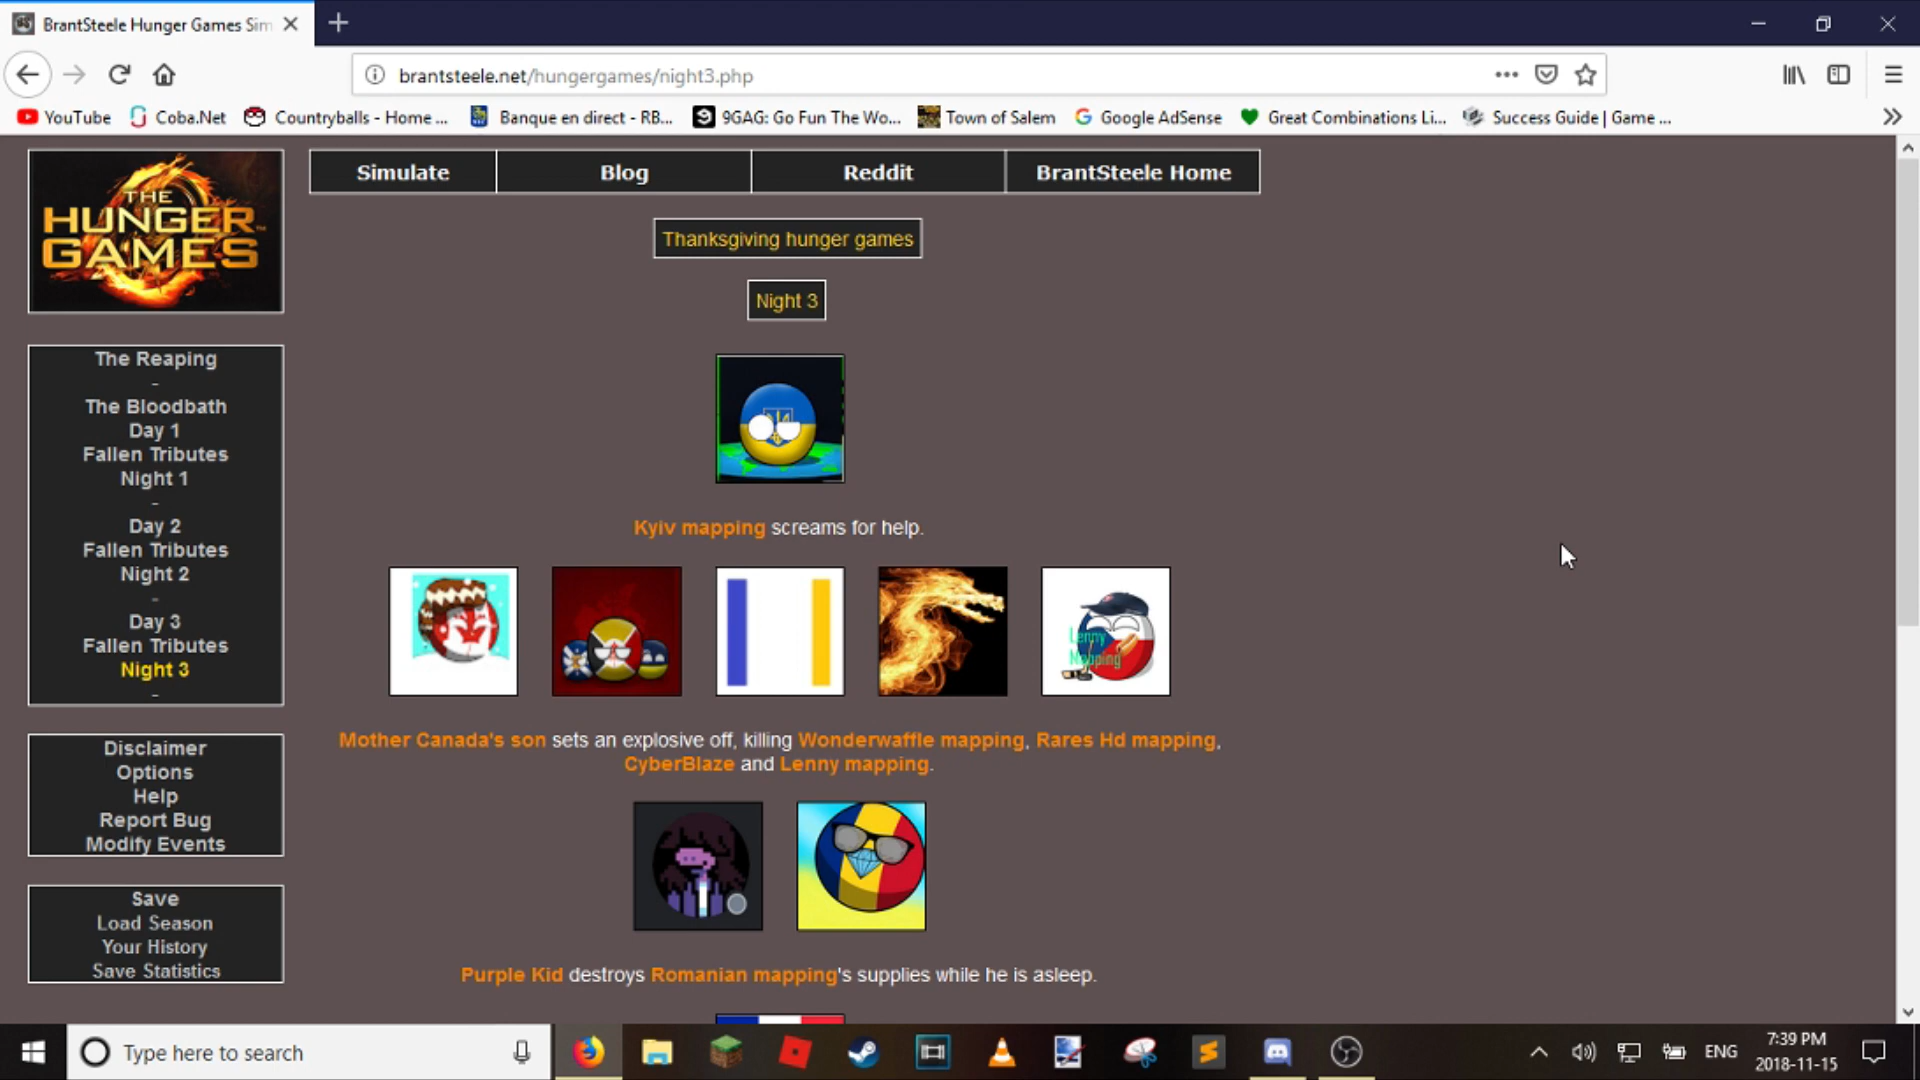 BrantSteele Hunger Games Sim
brantsteele.net/hungergames/night3.php
YouTube
Coba.Net
Countryballs - Home ...
Banque en direct - RB...
9GAG: Go Fun The Wo...
Town of Salem
Google AdSense
Great Combinations Li...
Success Guide | Game ...
THE
HUNGER
GAMES
Simulate
Blog
Reddit
BrantSteele Home
Thanksgiving hunger games
Night 3
The Reaping
-
The Bloodbath
Day 1
Fallen Tributes
Night 1
-
Day 2
Fallen Tributes
Night 2
-
Day 3
Fallen Tributes
Night 3
-
Disclaimer
Options
Help
Report Bug
Modify Events
Save
Load Season
Your History
Save Statistics
Kyiv mapping screams for help.
Lenny
Mapping
Mother Canada's son sets an explosive off, killing Wonderwaffle mapping, Rares Hd mapping,
CyberBlaze and Lenny mapping.
Purple Kid destroys Romanian mapping's supplies while he is asleep.
Type here to search
ENG
7:39 PM
2018-11-15